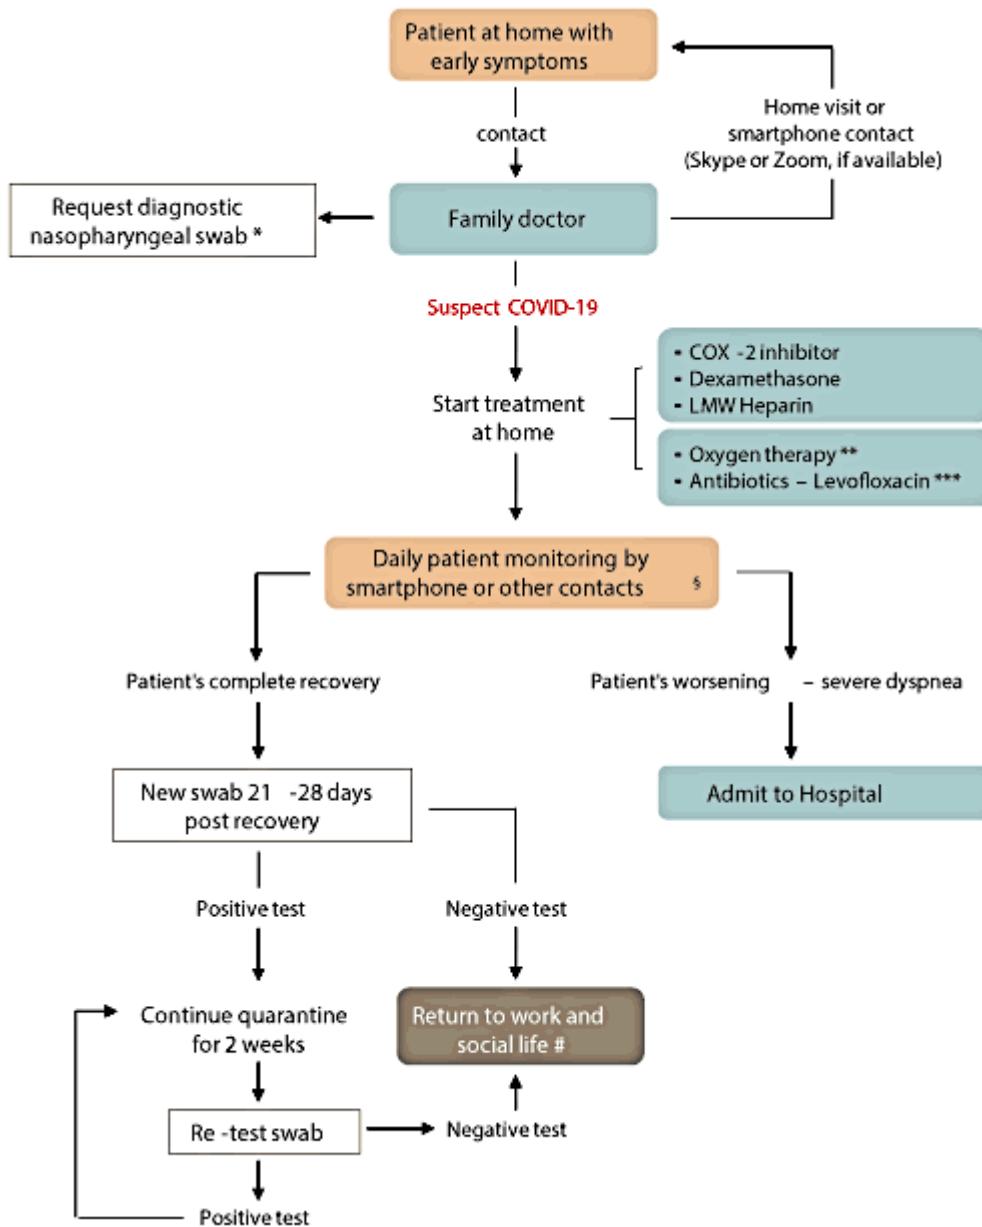 Patient at home with
early symptoms
contact
Home visit or
smartphone contact
(Skype or Zoom, if available)
Request diagnostic
nasopharyngeal swab *
Family doctor
Suspect COVID-19
Start treatment
at home
▪ COX -2 inhibitor
▪ Dexamethasone
▪ LMW Heparin
▪ Oxygen therapy **
▪ Antibiotics – Levofloxacin ***
Daily patient monitoring by
smartphone or other contacts §
Patient's complete recovery
Patient's worsening – severe dyspnea
New swab 21 -28 days
post recovery
Admit to Hospital
Positive test
Negative test
Continue quarantine
for 2 weeks
Return to work and
social life #
Re -test swab
Negative test
Positive test